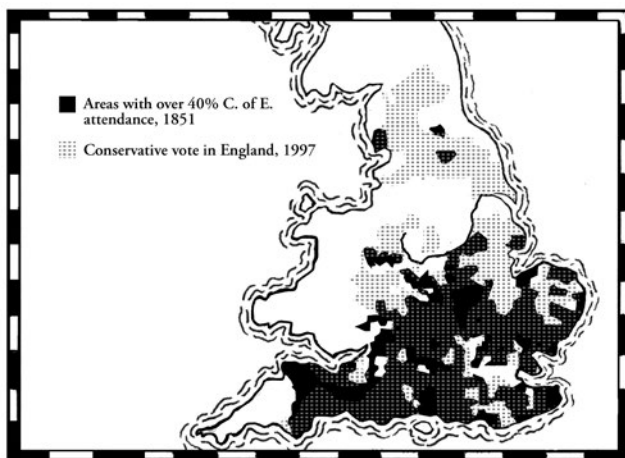 Areas with over 40% C. of E.
attendance, 1851
Conservative vote in England, 1997